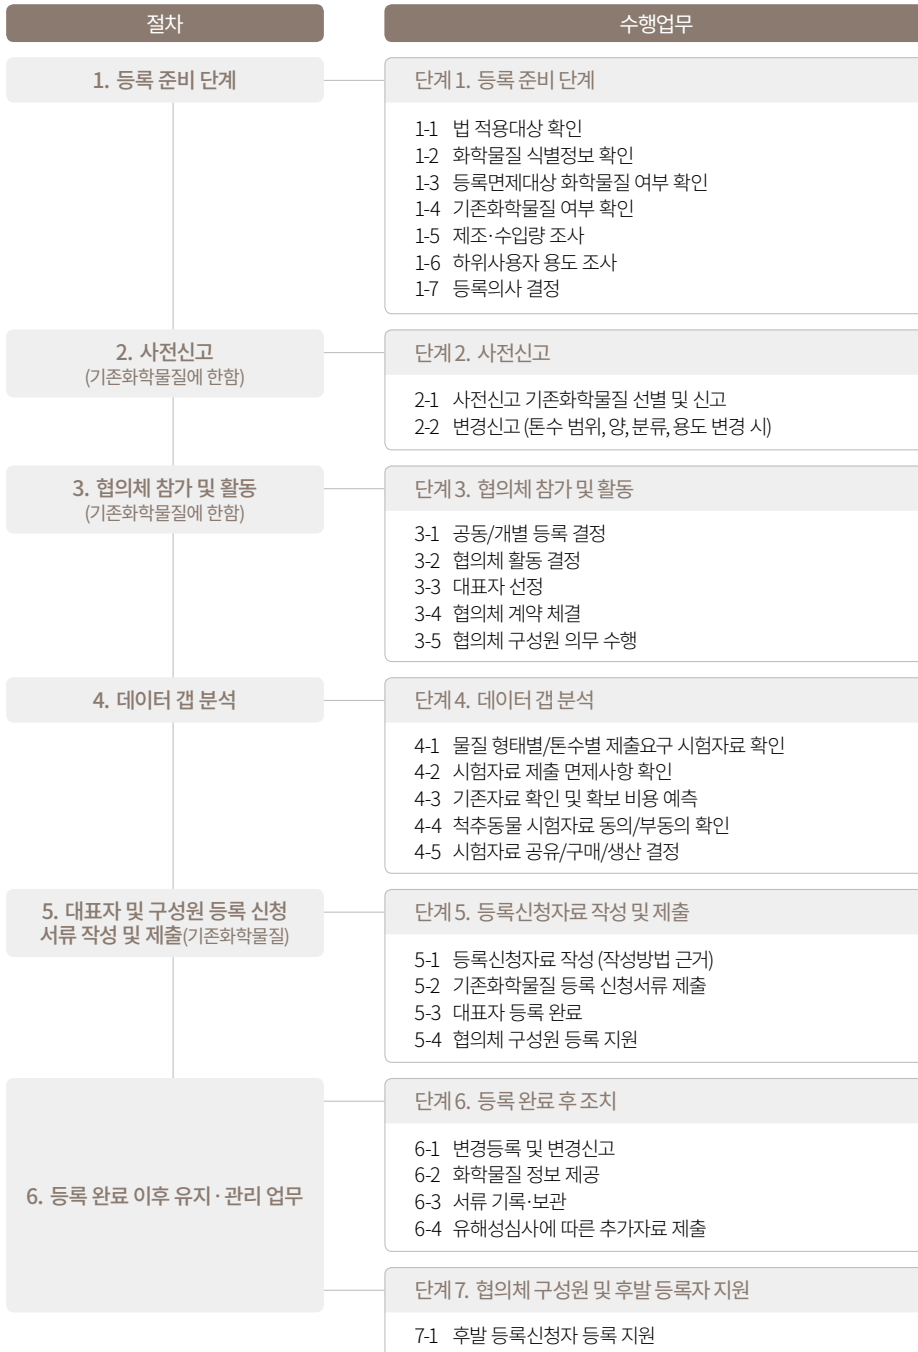 절차
수행업무
1. 등록 준비 단계
단계 1. 등록 준비 단계
1-1 법 적용대상 확인
1-2 화학물질 식별정보 확인
1-3 등록면제대상 화학물질 여부 확인
1-4 기존화학물질 여부 확인
1-5 제조·수입량 조사
1-6 하위사용자 용도 조사
1-7 등록의사 결정
2. 사전신고
(기존화학물질에 한함)
단계 2. 사전신고
2-1 사전신고 기존화학물질 선별 및 신고
2-2 변경신고 (톤수 범위, 양, 분류, 용도 변경 시)
3. 협의체 참가 및 활동
(기존화학물질에 한함)
단계 3. 협의체 참가 및 활동
3-1 공동/개별 등록 결정
3-2 협의체 활동 결정
3-3 대표자 선정
3-4 협의체 계약 체결
3-5 협의체 구성원 의무 수행
4. 데이터 갭 분석
단계 4. 데이터 갭 분석
4-1 물질 형태별/톤수별 제출요구 시험자료 확인
4-2 시험자료 제출 면제사항 확인
4-3 기존자료 확인 및 확보 비용 예측
4-4 척추동물 시험자료 동의/부동의 확인
4-5 시험자료 공유/구매/생산 결정
5. 대표자 및 구성원 등록 신청
서류 작성 및 제출(기존화학물질)
단계 5. 등록신청자료 작성 및 제출
5-1 등록신청자료 작성 (작성방법 근거)
5-2 기존화학물질 등록 신청서류 제출
5-3 대표자 등록 완료
5-4 협의체 구성원 등록 지원
6. 등록 완료 이후 유지·관리 업무
단계 6. 등록 완료 후 조치
6-1 변경등록 및 변경신고
6-2 화학물질 정보 제공
6-3 서류 기록·보관
6-4 유해성심사에 따른 추가자료 제출
단계 7. 협의체 구성원 및 후발 등록자 지원
7-1 후발 등록신청자 등록 지원